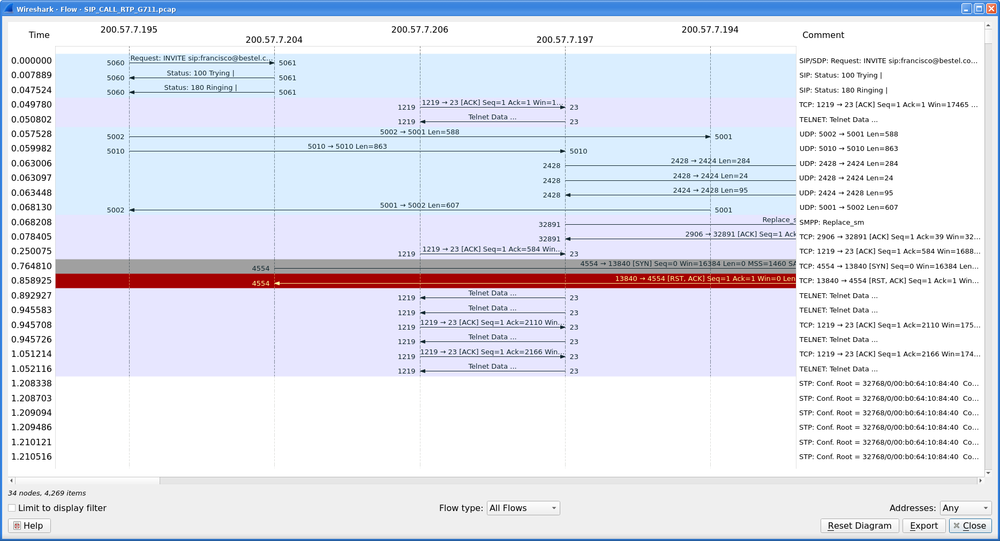 Wireshark · Flow · SIP_CALL_RTP_G711.pcap
200.57.7.195 200.57.7.206 200.57.7.194
Time Comment
200.57.7.204 200.57.7.197
0.000000 5060 Request: INVITE sip:francisco@bestel.c... 5061 SIP/SDP: Request: INVITE sip:francisco@bestel.co...
0.007889 5060 Status: 100 Trying | 5061 SIP: Status: 100 Trying |
0.047524 5060 Status: 180 Ringing | 5061 SIP: Status: 180 Ringing |
0.049780 1219 1219 → 23 [ACK] Seq=1 Ack=1 Win=1... 23 TCP: 1219 → 23 [ACK] Seq=1 Ack=1 Win=17465 ...
0.050802 1219 Telnet Data ... 23 TELNET: Telnet Data ...
0.057528 5002 5002 → 5001 Len=588 5001 UDP: 5002 → 5001 Len=588
0.059982 5010 5010 → 5010 Len=863 5010 UDP: 5010 → 5010 Len=863
0.063006 2428 2428 → 2424 Len=284 UDP: 2428 → 2424 Len=284
0.063097 2428 2428 → 2424 Len=24 UDP: 2428 → 2424 Len=24
0.063448 2428 2424 → 2428 Len=95 UDP: 2424 → 2428 Len=95
0.068130 5002 5001 → 5002 Len=607 5001 UDP: 5001 → 5002 Len=607
0.068208 32891 Replace_s SMPP: Replace_sm
0.078405 32891 2906 → 32891 [ACK] Seq=1 Ack TCP: 2906 → 32891 [ACK] Seq=1 Ack=39 Win=32...
0.250075 1219 1219 → 23 [ACK] Seq=1 Ack=584 Win... 23 TCP: 1219 → 23 [ACK] Seq=1 Ack=584 Win=1688...
0.764810 4554 4554 → 13840 [SYN] Seq=0 Win=16384 Len=0 MSS=1460 SA TCP: 4554 → 13840 [SYN] Seq=0 Win=16384 Len...
0.858925 4554 13840 → 4554 [RST, ACK] Seq=1 Ack=1 Win=0 Len TCP: 13840 → 4554 [RST, ACK] Seq=1 Ack=1 Win...
0.892927 1219 Telnet Data ... 23 TELNET: Telnet Data ...
0.945583 1219 Telnet Data ... 23 TELNET: Telnet Data ...
0.945708 1219 1219 → 23 [ACK] Seq=1 Ack=2110 Win... 23 TCP: 1219 → 23 [ACK] Seq=1 Ack=2110 Win=175...
0.945726 1219 Telnet Data ... 23 TELNET: Telnet Data ...
1.051214 1219 1219 → 23 [ACK] Seq=1 Ack=2166 Win... 23 TCP: 1219 → 23 [ACK] Seq=1 Ack=2166 Win=174...
1.052116 1219 Telnet Data ... 23 TELNET: Telnet Data ...
1.208338 STP: Conf. Root = 32768/0/00:b0:64:10:84:40 Co...
1.208703 STP: Conf. Root = 32768/0/00:b0:64:10:84:40 Co...
1.209094 STP: Conf. Root = 32768/0/00:b0:64:10:84:40 Co...
1.209486 STP: Conf. Root = 32768/0/00:b0:64:10:84:40 Co...
1.210121 STP: Conf. Root = 32768/0/00:b0:64:10:84:40 Co...
1.210516 STP: Conf. Root = 32768/0/00:b0:64:10:84:40 Co...
34 nodes, 4,269 items
Limit to display filter Flow type: All Flows Addresses: Any
Help Reset Diagram Export Close